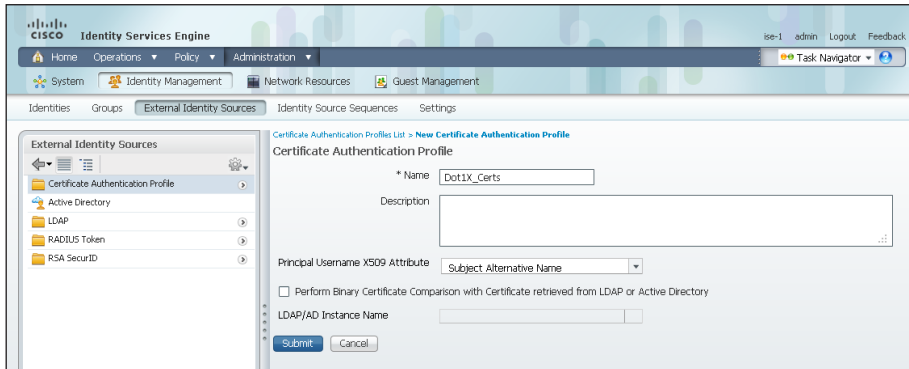 CISCO Identity Services Engine
ise-1 admin Logout Feedback
Home Operations Policy Administration
Task Navigator
System Identity Management Network Resources Guest Management
Identities Groups External Identity Sources Identity Source Sequences Settings
External Identity Sources
Certificate Authentication Profile
Active Directory
LDAP
RADIUS Token
RSA SecurID
Certificate Authentication Profiles List > New Certificate Authentication Profile
Certificate Authentication Profile
* Name Dot1X_Certs
Description
Principal Username X509 Attribute Subject Alternative Name
Perform Binary Certificate Comparison with Certificate retrieved from LDAP or Active Directory
LDAP/AD Instance Name
Submit Cancel